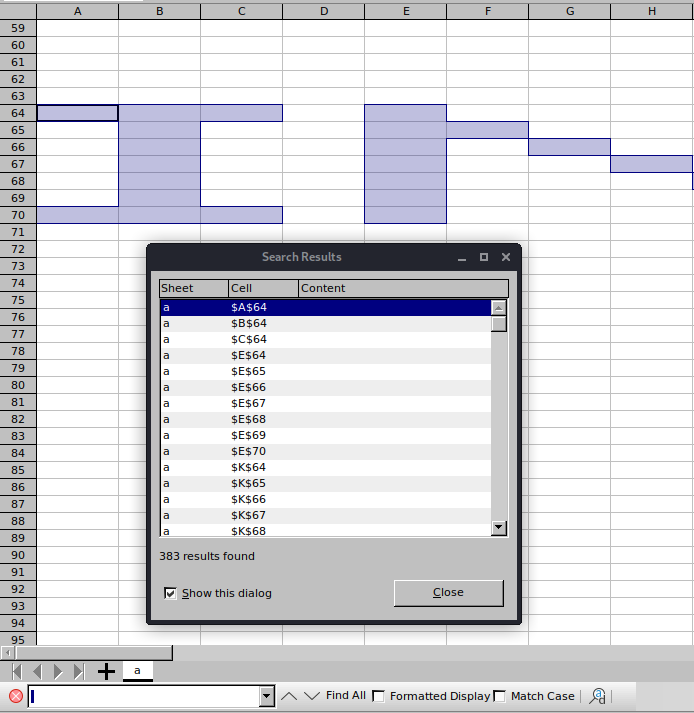 A B C D E F G H
59
60
61
62
63
64
65
66
67
68
69
70
71
72
73
74
75
76
77
78
79
80
81
82
83
84
85
86
87
88
89
90
91
92
93
94
95
Search Results
Sheet Cell Content
a $A$64
a $B$64
a $C$64
a $E$64
a $E$65
a $E$66
a $E$67
a $E$68
a $E$69
a $E$70
a $K$64
a $K$65
a $K$66
a $K$67
a $K$68
383 results found
Show this dialog Close
a
Find All Formatted Display Match Case